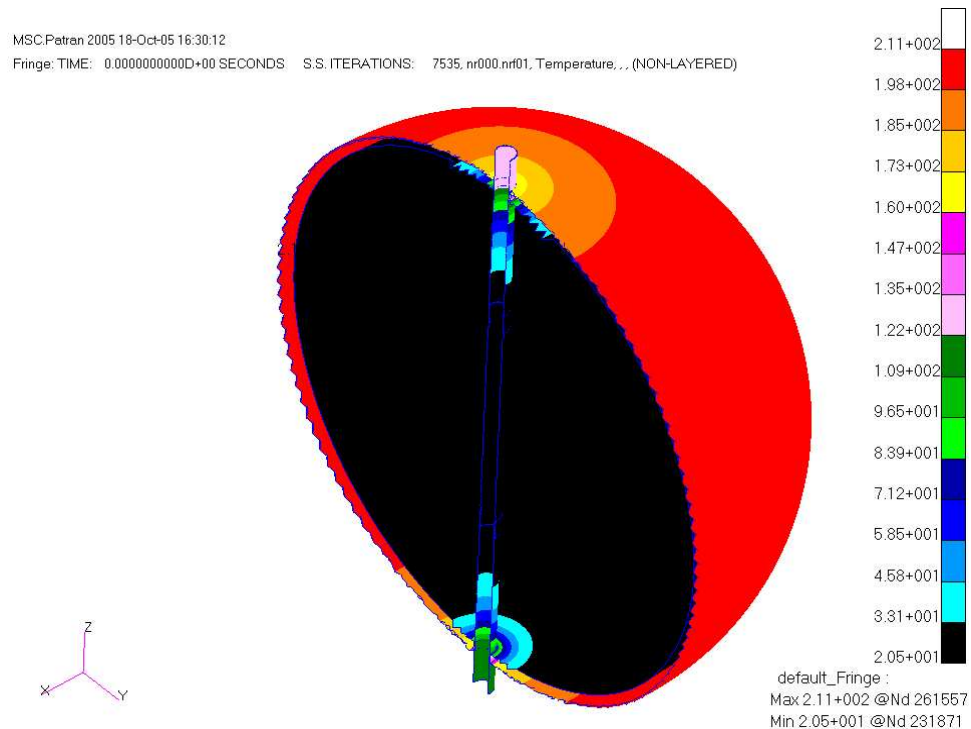 MSC.Patran 2005 18-Oct-05 16:30:12
Fringe: TIME: 0.0000000000D+00 SECONDS S.S. ITERATIONS: 7535, nr000.nrf01, Temperature, , , (NON-LAYERED)
2.11+002
1.98+002
1.85+002
1.73+002
1.60+002
1.47+002
1.35+002
1.22+002
1.09+002
9.65+001
8.39+001
7.12+001
5.85+001
4.58+001
3.31+001
2.05+001
Z
X
Y
default_Fringe :
Max 2.11+002 @Nd 261557
Min 2.05+001 @Nd 231871